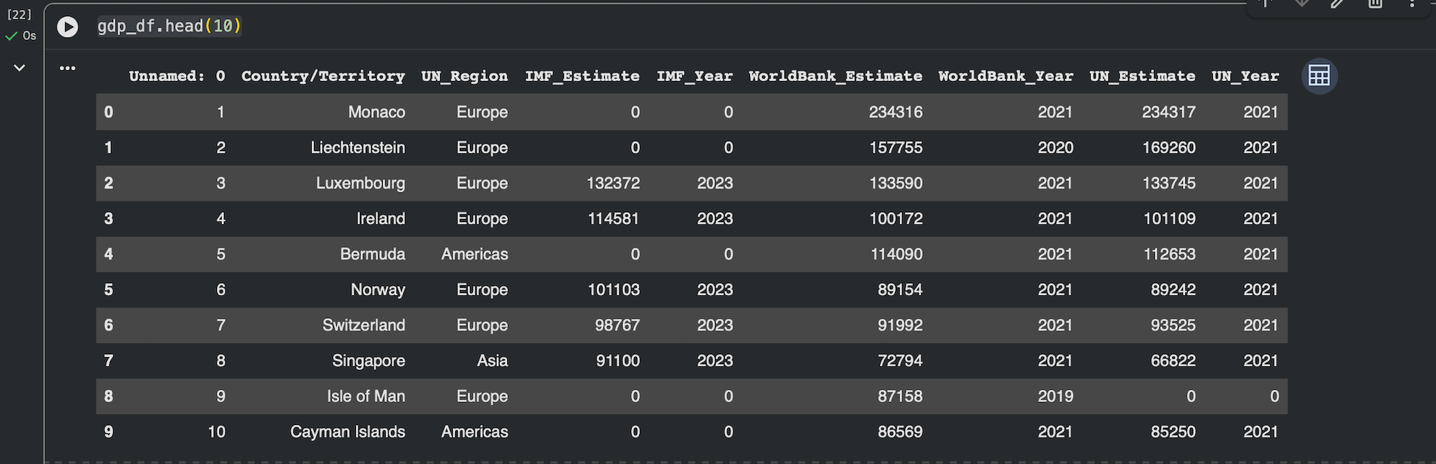 [22]
gdp_df.head(10)
0s
Unnamed: 0 Country/Territory UN_Region IMF_Estimate IMF_Year WorldBank_Estimate WorldBank_Year UN_Estimate UN_Year
0 1 Monaco Europe 0 0 234316 2021 234317 2021
1 2 Liechtenstein Europe 0 0 157755 2020 169260 2021
2 3 Luxembourg Europe 132372 2023 133590 2021 133745 2021
3 4 Ireland Europe 114581 2023 100172 2021 101109 2021
4 5 Bermuda Americas 0 0 114090 2021 112653 2021
5 6 Norway Europe 101103 2023 89154 2021 89242 2021
6 7 Switzerland Europe 98767 2023 91992 2021 93525 2021
7 8 Singapore Asia 91100 2023 72794 2021 66822 2021
8 9 Isle of Man Europe 0 0 87158 2019 0 0
9 10 Cayman Islands Americas 0 0 86569 2021 85250 2021